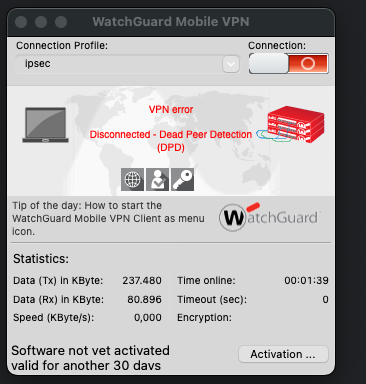 WatchGuard Mobile VPN
Connection Profile:
Connection:
ipsec
VPN error
Disconnected - Dead Peer Detection
(DPD)
Tip of the day: How to start the
WatchGuard Mobile VPN Client as menu
icon.
WatchGuard
Statistics:
Data (Tx) in KByte: 237.480 Time online: 00:01:39
Data (Rx) in KByte: 80.896 Timeout (sec): 0
Speed (KByte/s): 0,000 Encryption:
Software not yet activated
valid for another 30 days
Activation ...